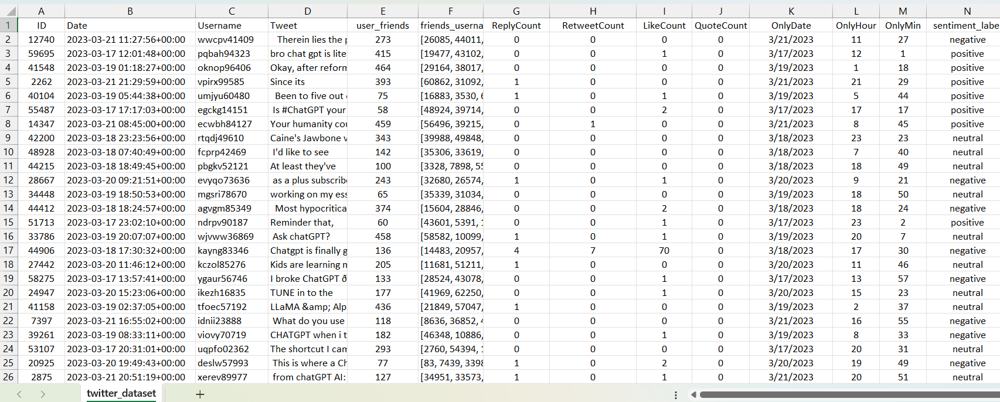 A B C D E F G H I J K L M N
1 ID Date Username Tweet user_friends friends_userna ReplyCount RetweetCount LikeCount QuoteCount OnlyDate OnlyHour OnlyMin sentiment_labe
2 12740 2023-03-21 11:27:56+00:00 wwcpv41409 Therein lies the p 273 [26085, 44011, 0 0 0 0 3/21/2023 11 27 negative
3 59695 2023-03-17 12:01:48+00:00 pqbah94323 bro chat gpt is lite 415 [19477, 43102, 0 0 1 0 3/17/2023 12 1 positive
4 41548 2023-03-19 01:18:27+00:00 oknop96406 Okay, after reform 464 [29164, 38017, 0 0 0 0 3/19/2023 1 18 positive
5 2262 2023-03-21 21:29:59+00:00 vpirx99585 Since its 393 [60862, 31092, 1 0 0 0 3/21/2023 21 29 positive
6 40104 2023-03-19 05:44:38+00:00 umjyu60480 Been to five out 75 [16883, 3530, 6 1 0 1 0 3/19/2023 5 44 positive
7 55487 2023-03-17 17:17:03+00:00 egckg14151 Is #ChatGPT your 58 [48924, 39714, 0 0 2 0 3/17/2023 17 17 positive
8 14347 2023-03-21 08:45:00+00:00 ecwbh84127 Your humanity cou 459 [56496, 39215, 0 1 0 0 3/21/2023 8 45 positive
9 42200 2023-03-18 23:23:56+00:00 rtqdj49610 Caine's Jawbone v 343 [39988, 49848, 0 0 0 0 3/18/2023 23 23 neutral
10 48928 2023-03-18 07:40:49+00:00 fcprp42469 I'd like to see 142 [35306, 33619, 0 0 0 0 3/18/2023 7 40 neutral
11 44215 2023-03-18 18:49:45+00:00 pbgkv52121 At least they've 100 [3328, 7898, 55 0 0 0 0 3/18/2023 18 49 neutral
12 28667 2023-03-20 09:21:51+00:00 evyqo73636 as a plus subscribe 243 [32680, 26574, 1 0 1 0 3/20/2023 9 21 negative
13 34448 2023-03-19 18:50:53+00:00 mgsri78670 working on my ess 65 [35339, 31034, 0 0 0 0 3/19/2023 18 50 neutral
14 44412 2023-03-18 18:24:57+00:00 agvgm85349 Most hypocritica 374 [15604, 28846, 0 0 2 0 3/18/2023 18 24 negative
15 51713 2023-03-17 23:02:10+00:00 ndrpv90187 Reminder that, 60 [43601, 5391, 1 0 0 1 0 3/17/2023 23 2 positive
16 33786 2023-03-19 20:07:07+00:00 wjvww36869 Ask chatGPT? 458 [58582, 10099, 1 0 1 0 3/19/2023 20 7 neutral
17 44906 2023-03-18 17:30:32+00:00 kayng83346 Chatgpt is finally g 136 [14483, 20957, 4 7 70 0 3/18/2023 17 30 negative
18 27442 2023-03-20 11:46:12+00:00 kczol85276 Kids are learning m 205 [11681, 51211, 1 0 0 0 3/20/2023 11 46 neutral
19 58275 2023-03-17 13:57:41+00:00 ygaur56746 I broke ChatGPT ð 133 [28524, 43078, 0 0 1 0 3/17/2023 13 57 negative
20 24947 2023-03-20 15:23:06+00:00 ikezh16835 TUNE in to the 177 [41969, 62250, 0 0 1 0 3/20/2023 15 23 neutral
21 41158 2023-03-19 02:37:05+00:00 tfoec57192 LLaMA &amp; Alp 436 [21849, 57047, 1 0 0 0 3/19/2023 2 37 neutral
22 7397 2023-03-21 16:55:02+00:00 idnii23888 What do you use 118 [8636, 36852, 4 0 0 0 0 3/21/2023 16 55 negative
23 39261 2023-03-19 08:33:11+00:00 viovy70719 CHATGPT when i t 182 [46348, 10886, 0 0 1 0 3/19/2023 8 33 negative
24 53107 2023-03-17 20:31:01+00:00 uqpfo02362 The shortcut I cam 293 [2760, 54394, 1 0 0 0 0 3/17/2023 20 31 neutral
25 20925 2023-03-20 19:49:43+00:00 deslw57993 This is where a Ch 77 [83, 7439, 3398 1 0 2 0 3/20/2023 19 49 negative
26 2875 2023-03-21 20:51:19+00:00 xerev89977 from chatGPT AI: 127 [34951, 33573, 1 0 1 0 3/21/2023 20 51 neutral
twitter_dataset